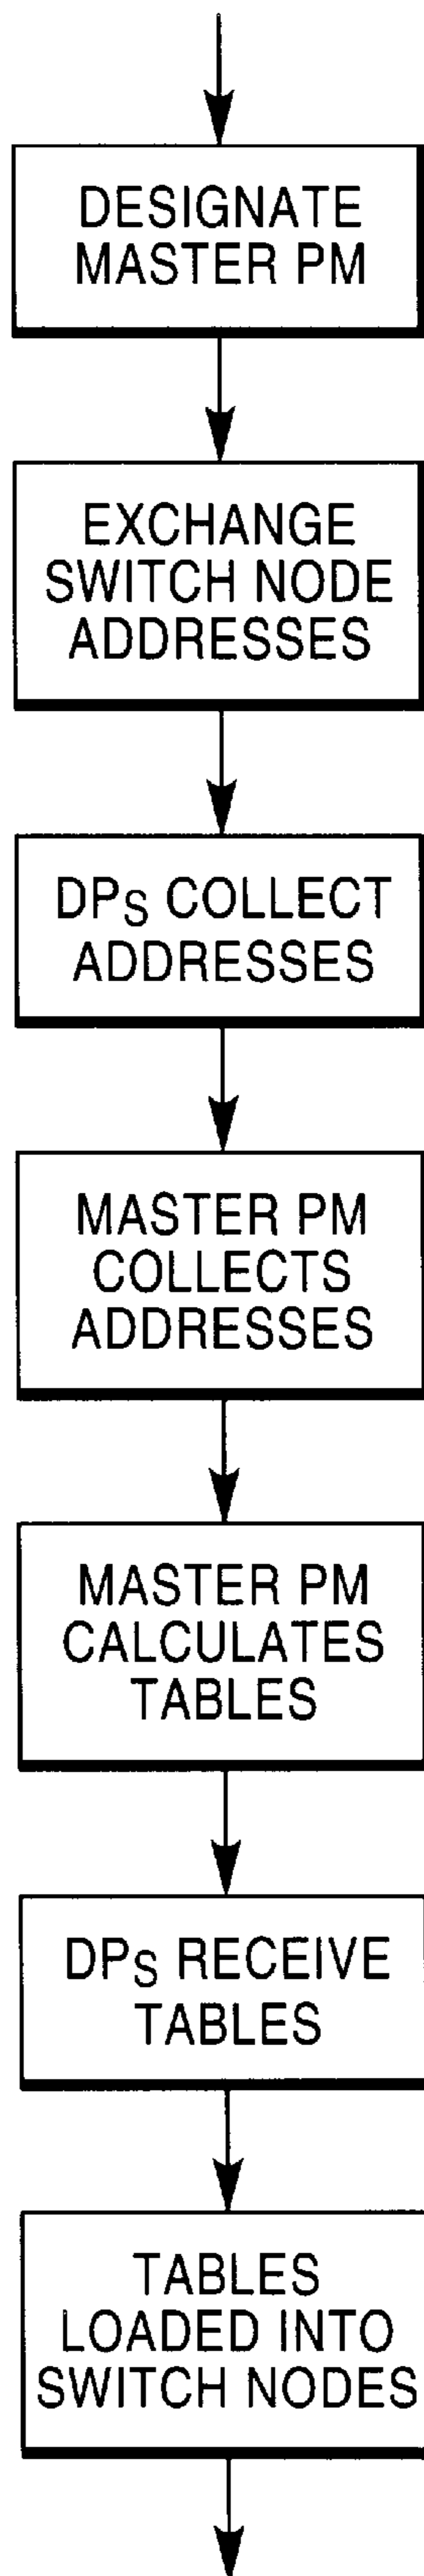 DESIGNATE
MASTER PM
EXCHANGE
SWITCH NODE
ADDRESSES
DPS COLLECT
ADDRESSES
MASTER PM
COLLECTS
ADDRESSES
MASTER PM
CALCULATES
TABLES
DPS RECEIVE
TABLES
TABLES
LOADED INTO
SWITCH NODES